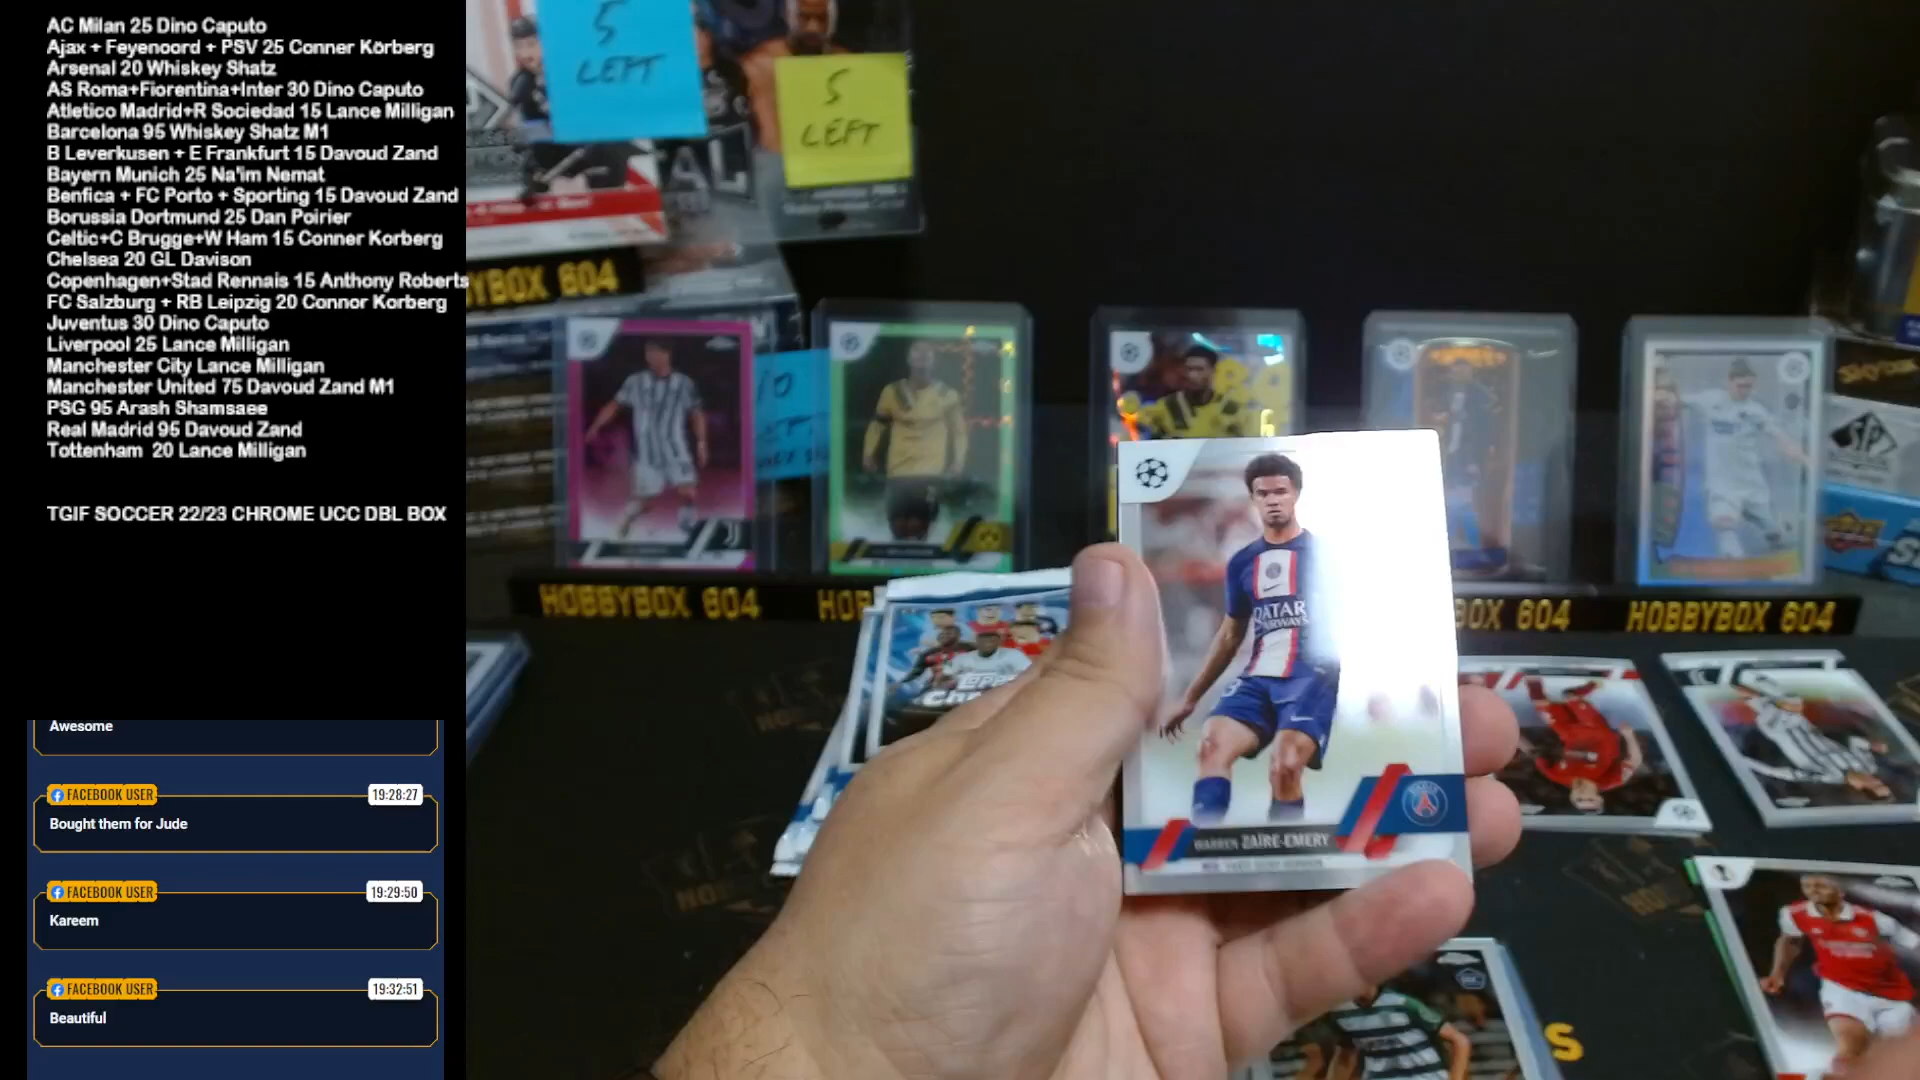 AC Milan 25 Dino Caputo
Ajax + Feyenoord + PSV 25 Conner Körberg
Arsenal 20 Whiskey Shatz
AS Roma+Fiorentina+Inter 30 Dino Caputo
Atletico Madrid+R Sociedad 15 Lance Milligan
Barcelona 95 Whiskey Shatz M1
B Leverkusen + E Frankfurt 15 Davoud Zand
Bayern Munich 25 Na'im Nemat
Benfica + FC Porto + Sporting 15 Davoud Zand
Borussia Dortmund 25 Dan Poirier
Celtic+C Brugge+W Ham 15 Conner Korberg
Chelsea 20 GL Davison
Copenhagen+Stad Rennais 15 Anthony Roberts
FC Salzburg + RB Leipzig 20 Connor Korberg
Juventus 30 Dino Caputo
Liverpool 25 Lance Milligan
Manchester City Lance Milligan
Manchester United 75 Davoud Zand M1
PSG 95 Arash Shamsaee
Real Madrid 95 Davoud Zand
Tottenham 20 Lance Milligan
TGIF SOCCER 22/23 CHROME UCC DBL BOX
Awesome
FACEBOOK USER 19:28:27
Bought them for Jude
FACEBOOK USER 19:29:50
Kareem
FACEBOOK USER 19:32:51
Beautiful
5
LEFT
5
LEFT
YBOX 604
10
HOBBYBOX 604
HOB
BOX 604
HOBBYBOX 604
SP
QATAR
AIRWAYS
WARREN ZAÏRE-EMERY